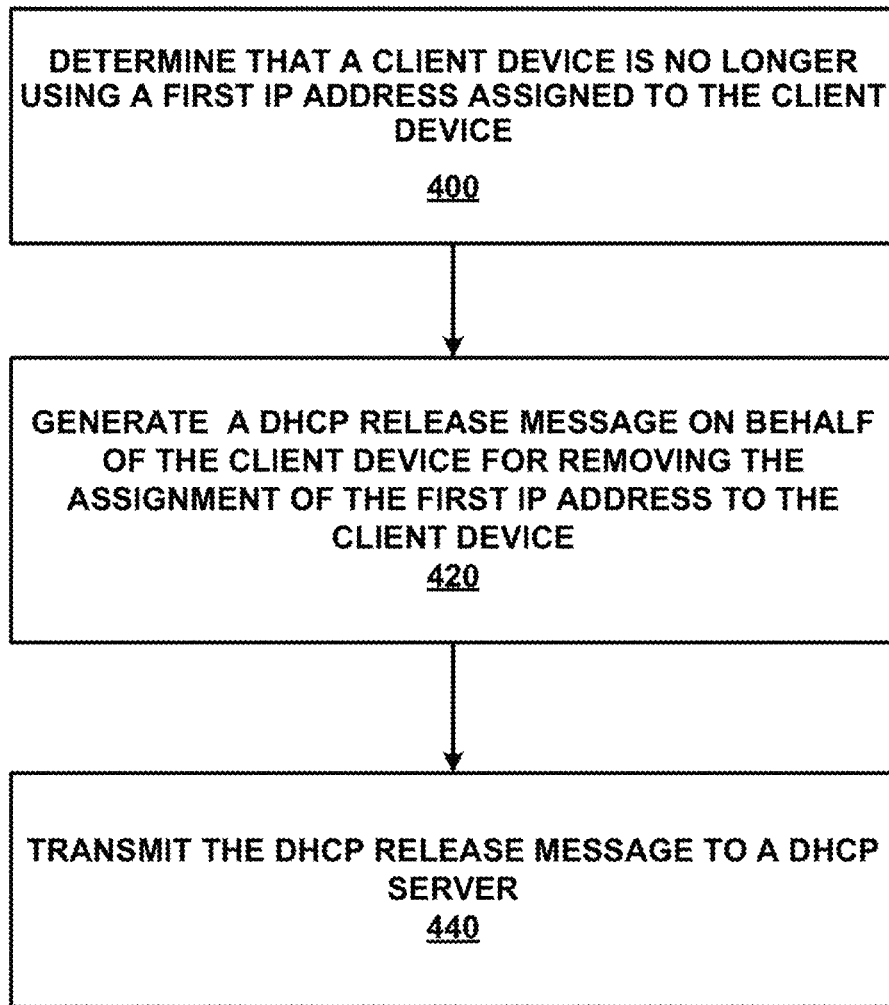 DETERMINE THAT A CLIENT DEVICE IS NO LONGER
USING A FIRST IP ADDRESS ASSIGNED TO THE CLIENT
DEVICE
400
GENERATE A DHCP RELEASE MESSAGE ON BEHALF
OF THE CLIENT DEVICE FOR REMOVING THE
ASSIGNMENT OF THE FIRST IP ADDRESS TO THE
CLIENT DEVICE
420
TRANSMIT THE DHCP RELEASE MESSAGE TO A DHCP
SERVER
440